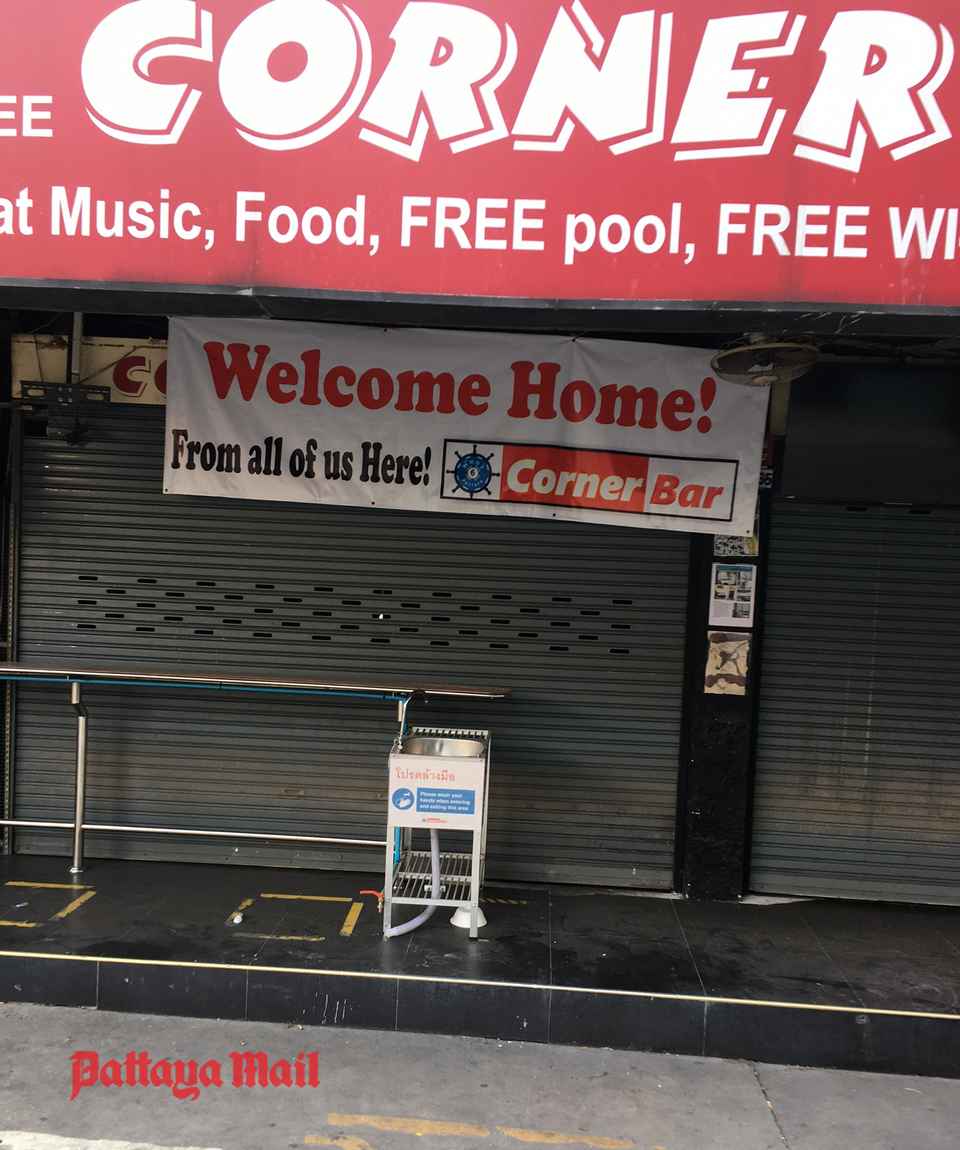 CORNER
EE
at Music, Food, FREE pool, FREE WI-
CO
Welcome Home!
From all of us Here!
Corner Bar
โปรดล้างมือ
Please wash your
hands when entering
and exiting this area
Pattaya Mail